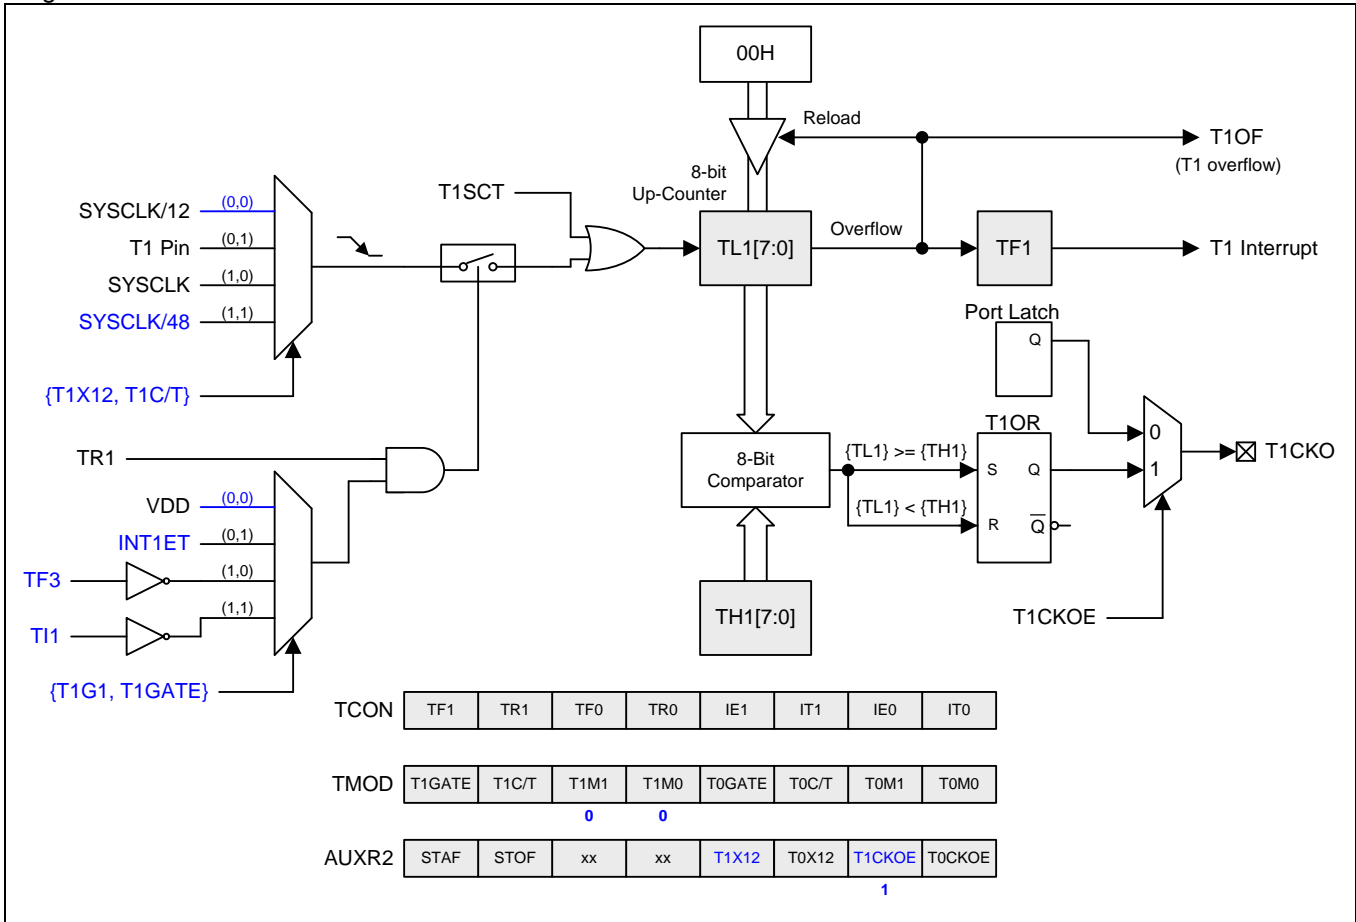 00H
Reload
T1OF
(T1 overflow)
8-bit
Up-Counter
T1SCT
SYSCLK/12
(0,0)
T1 Pin
(0,1)
SYSCLK
(1,0)
SYSCLK/48
(1,1)
{T1X12, T1C/T}
TL1[7:0]
Overflow
TF1
T1 Interrupt
Port Latch
Q
T1OR
0
1
T1CKO
TR1
8-Bit
Comparator
{TL1} >= {TH1}
S
Q
{TL1} < {TH1}
R
Q
VDD
(0,0)
INT1ET
(0,1)
TF3
(1,0)
TI1
(1,1)
{T1G1, T1GATE}
TH1[7:0]
T1CKOE
TCON TF1 TR1 TF0 TR0 IE1 IT1 IE0 IT0
TMOD T1GATE T1C/T T1M1 T1M0 T0GATE T0C/T T0M1 T0M0
0 0
AUXR2 STAF STOF xx xx T1X12 T0X12 T1CKOE T0CKOE
1